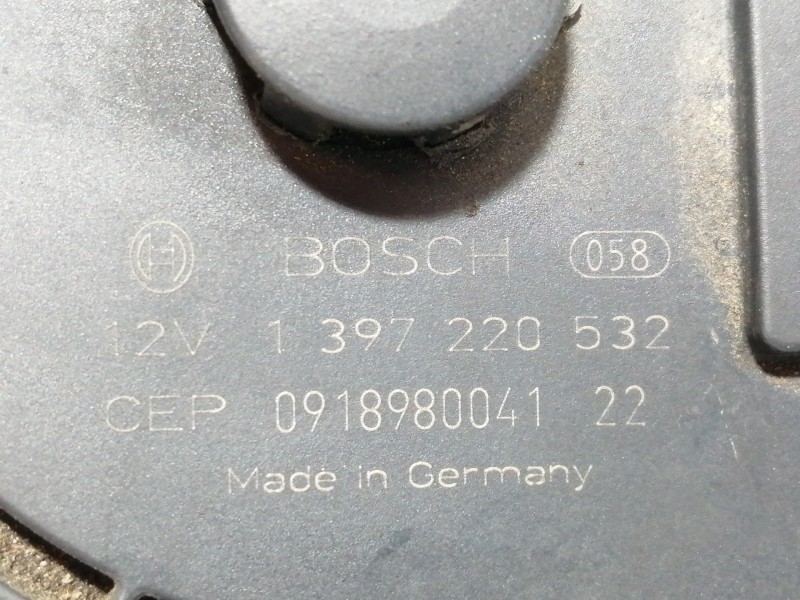 BOSCH 058
12V 1 397 220 532
CEP 0918980041 22
Made in Germany